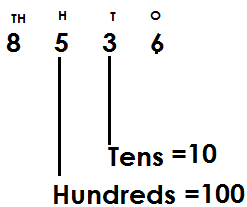 TH H T O
8 5 3 6
Tens =10
Hundreds =100